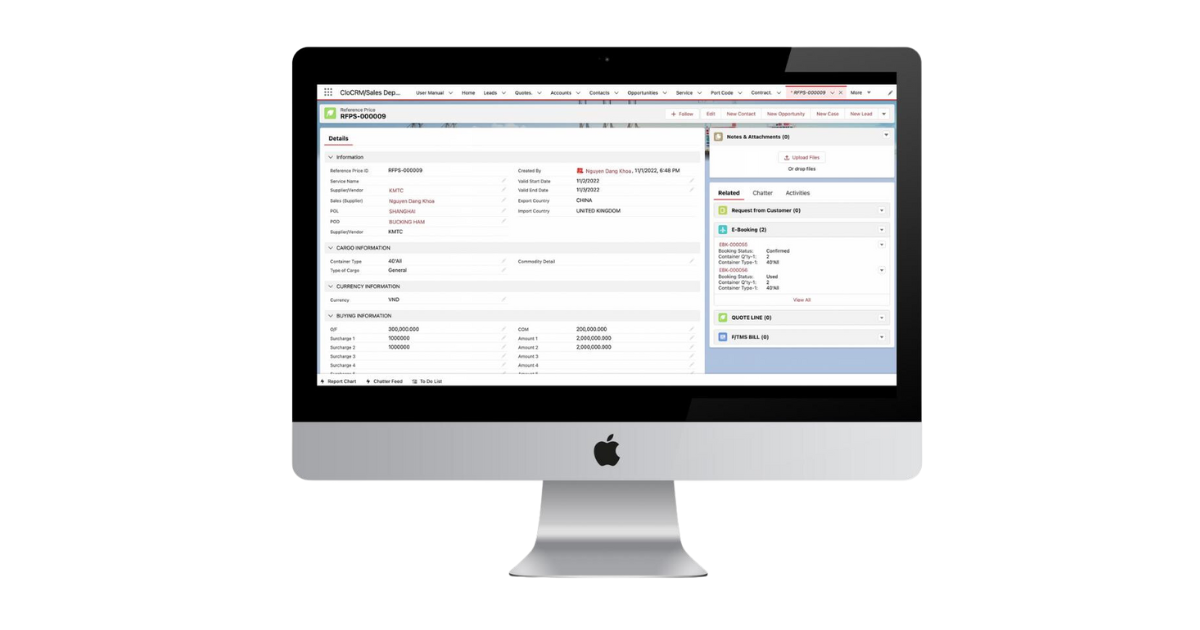 CloCRM/Sales Dep... User Manual Home Leads Quotes. Accounts Contacts Opportunities Service Port Code Contract. * RFPS-000009 More
Reference Price
RFPS-000009
+ Follow Edit New Contact New Opportunity New Case New Lead
Details
Information
Reference Price ID RFPS-000009 Created By Nguyen Dang Khoa, 11/1/2022, 6:48 PM
Service Name Valid Start Date 11/2/2022
Supplier/Vendor KMTC Valid End Date 11/3/2022
Sales (Supplier) Nguyen Dang Khoa Export Country CHINA
POL SHANGHAI Import Country UNITED KINGDOM
POD BUCKING HAM
Supplier/Vendor KMTC
CARGO INFORMATION
Container Type 40'All Commodity Detail
Type of Cargo General
CURRENCY INFORMATION
Currency VND
BUYING INFORMATION
O/F 300,000.000 COM 200,000.000
Surcharge 1 1000000 Amount 1 2,000,000.000
Surcharge 2 1000000 Amount 2 2,000,000.000
Surcharge 3 Amount 3
Surcharge 4 Amount 4
Notes & Attachments (0)
Upload Files
Or drop files
Related Chatter Activities
Request from Customer (0)
E-Booking (2)
EBK-000055
Booking Status: Confirmed
Container Q'ty-1: 2
Container Type-1: 40'All
EBK-000056
Booking Status: Used
Container Q'ty-1: 2
Container Type-1: 40'All
View All
QUOTE LINE (0)
F/TMS BILL (0)
Report Chart Chatter Feed To Do List